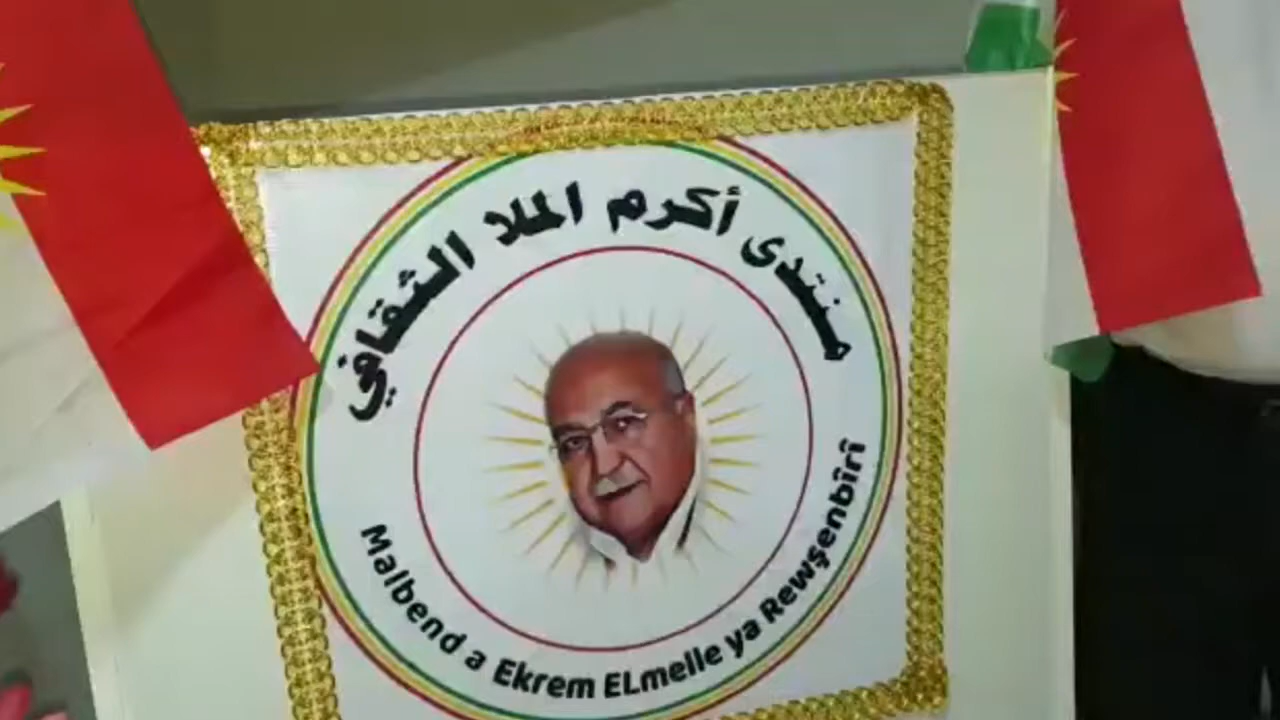 منتدى أكرم الملا الثقافي
Malbend a Ekrem ELmelle ya Rewşenbîrî